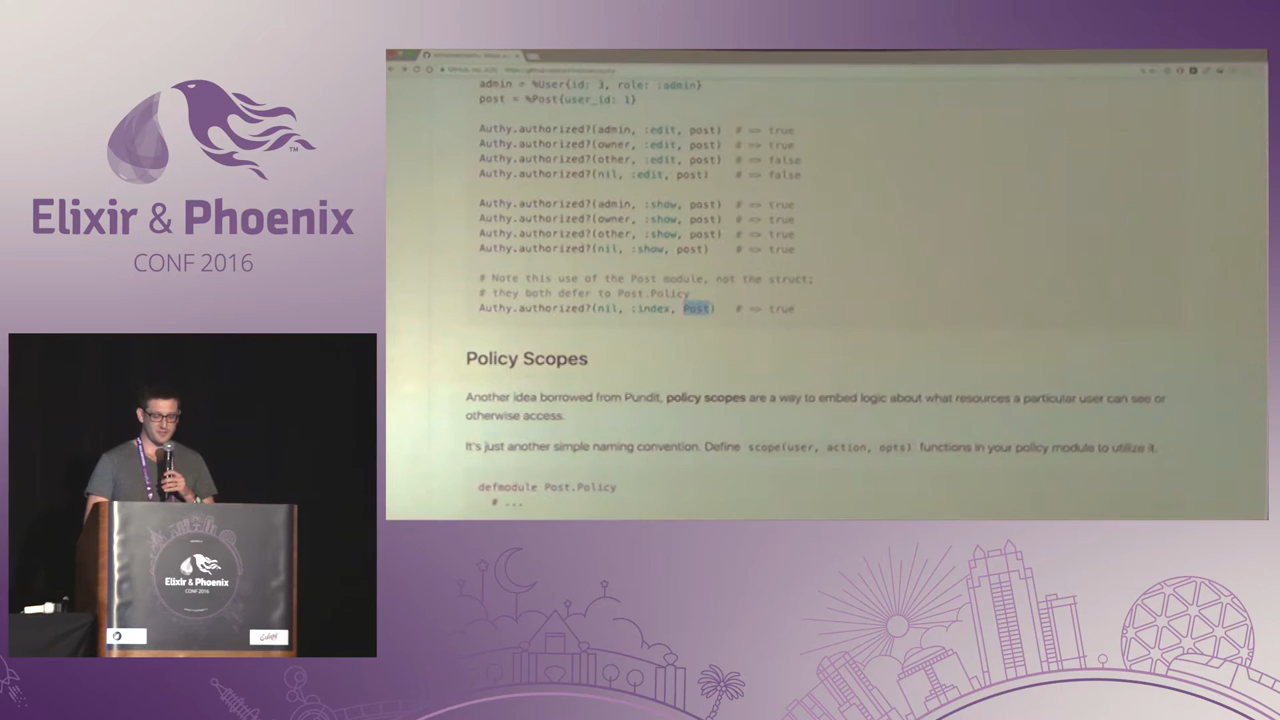 Elixir & Phoenix
TM
CONF 2016
admin = %User{id: 3, role: :admin}
post = %Post{user_id: 1}
Authy.authorized?(admin, :edit, post) # => true
Authy.authorized?(owner, :edit, post) # => true
Authy.authorized?(other, :edit, post) # => false
Authy.authorized?(nil, :edit, post) # => false
Authy.authorized?(admin, :show, post) # => true
Authy.authorized?(owner, :show, post) # => true
Authy.authorized?(other, :show, post) # => true
Authy.authorized?(nil, :show, post) # => true
# Note this use of the Post module, not the struct;
# they both defer to Post.Policy
Authy.authorized?(nil, :index, Post) # => true
Policy Scopes
Another idea borrowed from Pundit, policy scopes are a way to embed logic about what resources a particular user can see or
otherwise access.
It's just another simple naming convention. Define scope(user, action, opts) functions in your policy module to utilize it.
defmodule Post.Policy
# ...
Elixir & Phoenix
CONF 2016